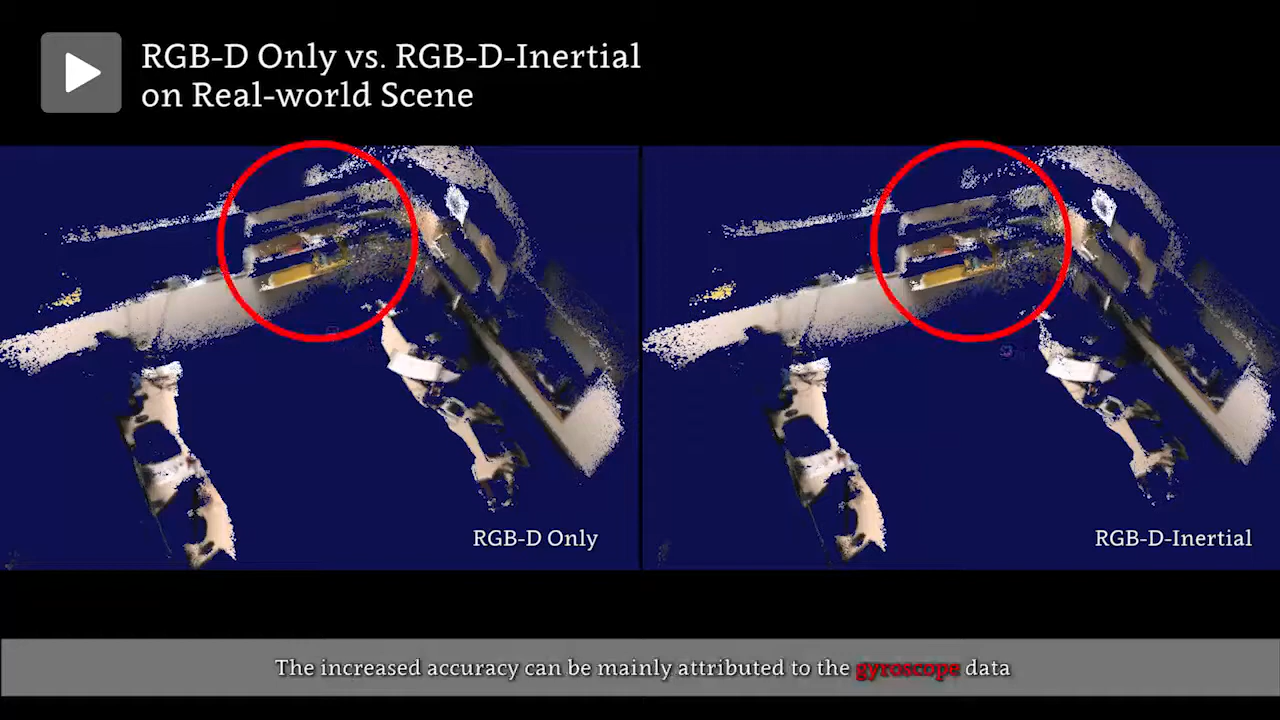 RGB-D Only vs. RGB-D-Inertial
on Real-world Scene
RGB-D Only
RGB-D-Inertial
The increased accuracy can be mainly attributed to the gyroscope data